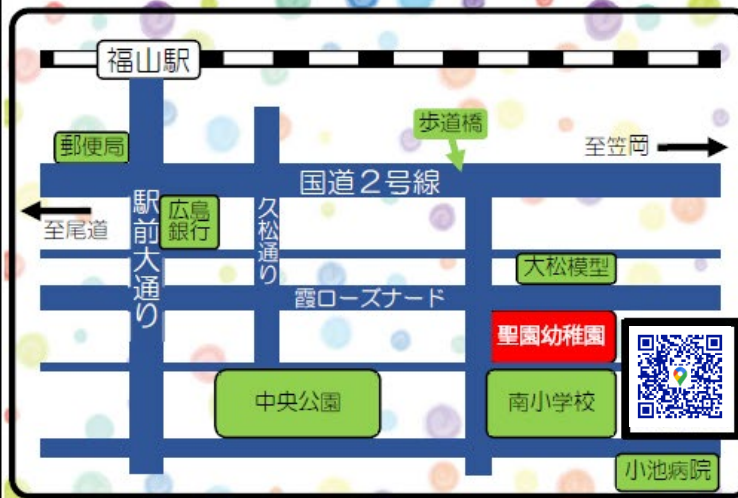 福山駅
郵便局
歩道橋
至笠岡
国道２号線
至尾道
駅前大通り
広島
銀行
久松通り
大松模型
霞ローズナード
聖園幼稚園
中央公園
南小学校
小池病院